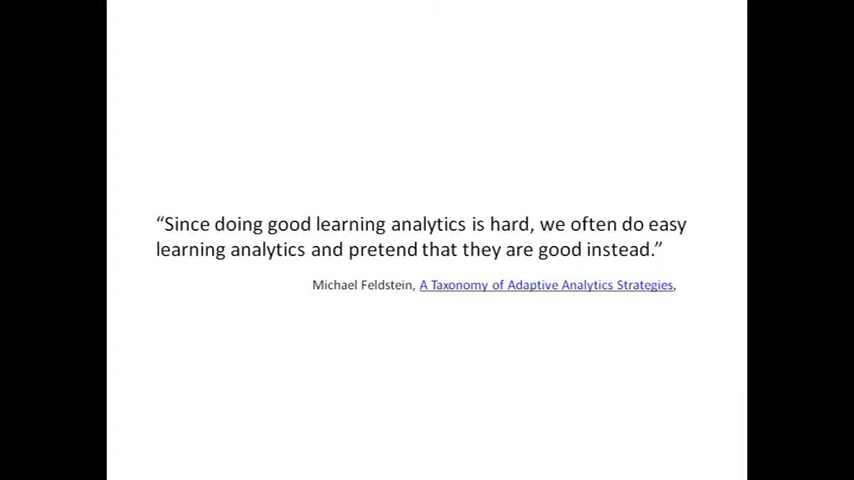 “Since doing good learning analytics is hard, we often do easy
learning analytics and pretend that they are good instead.”
Michael Feldstein, A Taxonomy of Adaptive Analytics Strategies,